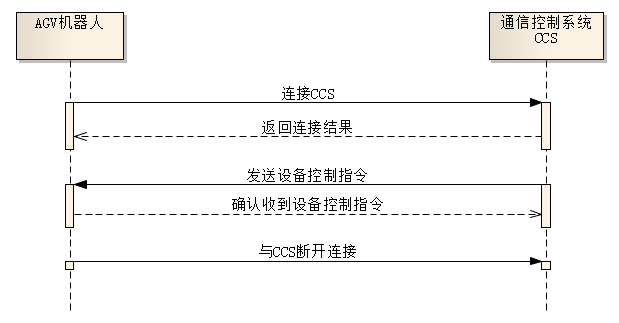 AGV机器人
通信控制系统
CCS
连接CCS
返回连接结果
发送设备控制指令
确认收到设备控制指令
与CCS断开连接